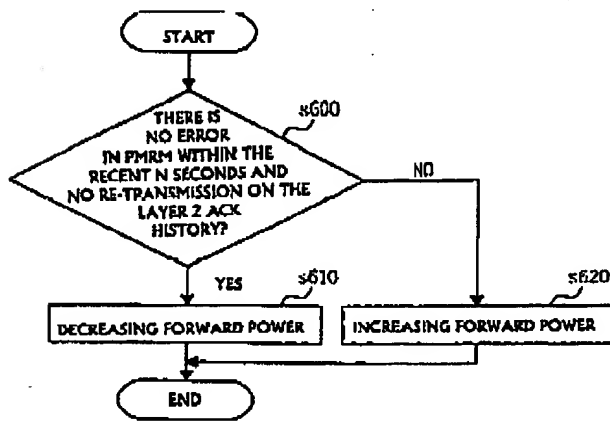 START
s600
THERE IS
NO ERROR
IN PMRM WITHIN THE
RECENT N SECONDS AND
NO RE-TRANSMISSION ON THE
LAYER 2 ACK
HISTORY?
NO
YES
s610
s620
DECREASING FORWARD POWER
INCREASING FORWARD POWER
END